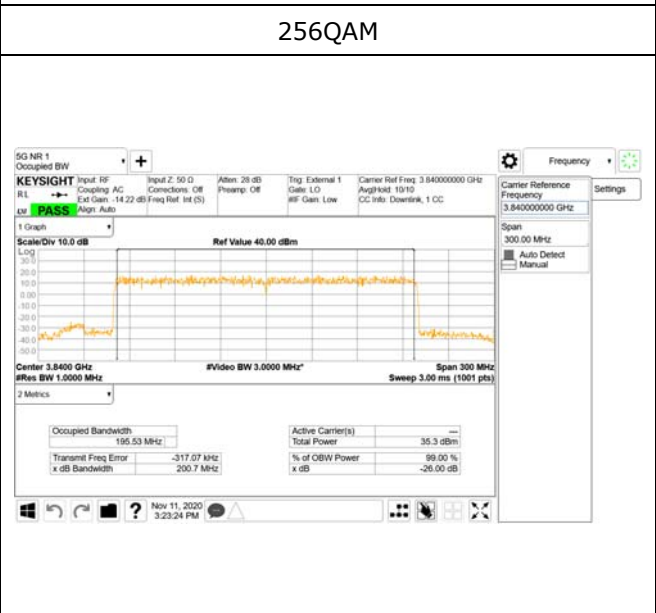 256QAM
5G NR 1
Occupied BW
Frequency
KEYSIGHT Input: RF Input Z: 50 Ω Atten: 28 dB Trig: External 1 Carrier Ref Freq: 3.840000000 GHz
R L Coupling: AC Corrections: Off Preamp: Off Gate: LO Avg|Hold: 10/10
Ext Gain: -14.22 dB Freq Ref: Int (S) #IF Gain: Low CC Info: Downlink, 1 CC
PASS Align: Auto
Carrier Reference
Frequency
3.840000000 GHz
Settings
Span
300.00 MHz
Auto Detect
Manual
1 Graph
Scale/Div 10.0 dB Ref Value 40.00 dBm
Log
30.0
20.0
10.0
0.00
-10.0
-20.0
-30.0
-40.0
-50.0
Center 3.8400 GHz #Video BW 3.0000 MHz* Span 300 MHz
#Res BW 1.0000 MHz Sweep 3.00 ms (1001 pts)
2 Metrics
Occupied Bandwidth
195.53 MHz
Transmit Freq Error -317.07 kHz
x dB Bandwidth 200.7 MHz
Active Carrier(s) ---
Total Power 35.3 dBm
% of OBW Power 99.00 %
x dB -26.00 dB
? Nov 11, 2020
3:23:24 PM